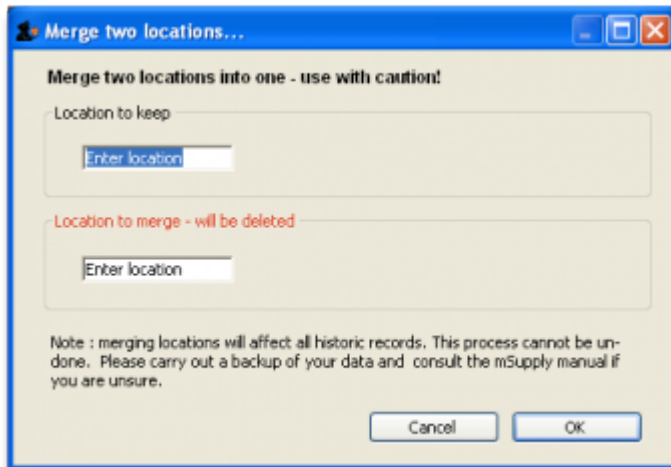 Merge two locations...
Merge two locations into one - use with caution!
Location to keep
Enter location
Location to merge - will be deleted
Enter location
Note : merging locations will affect all historic records. This process cannot be un-
done. Please carry out a backup of your data and consult the mSupply manual if
you are unsure.
Cancel OK